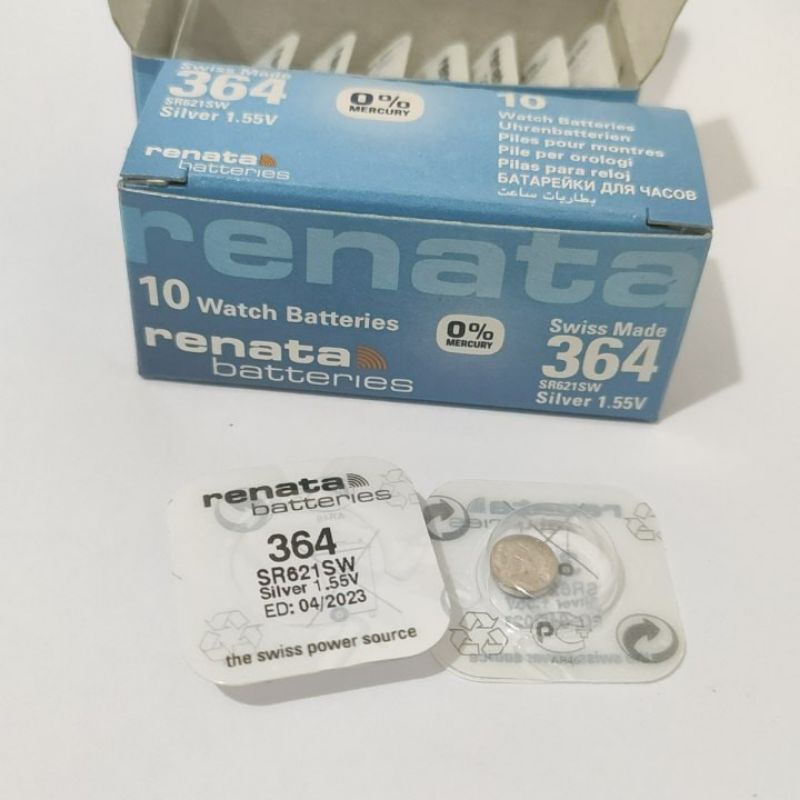 Swiss Made
364
SR621SW
Silver 1.55V
0%
MERCURY
renata
batteries
10
Watch Batteries
Uhrenbatterien
Piles pour montres
Pile per orologi
Pilas para reloj
БАТАРЕЙКИ ДЛЯ ЧАСОВ
بطاريات ساعت
renata
10 Watch Batteries
renata
batteries
0%
MERCURY
Swiss Made
364
SR621SW
Silver 1.55V
renata
batteries
364
SR621SW
Silver 1.55V
ED: 04/2023
the swiss power source